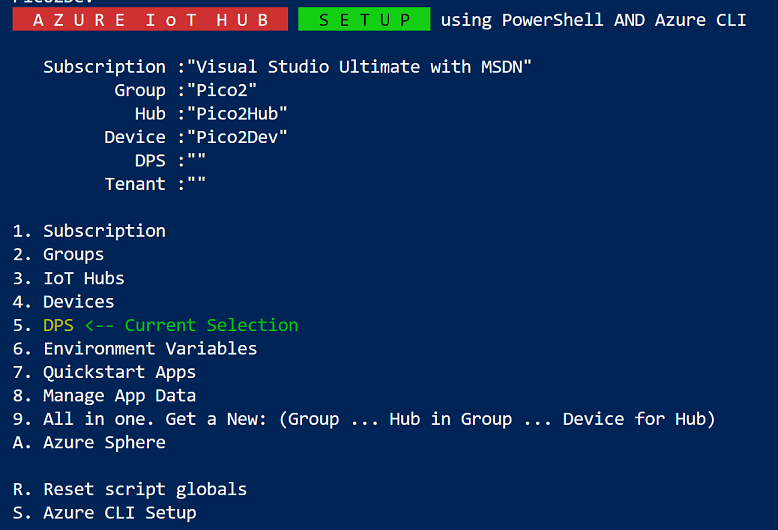 Pico2Dev
A Z U R E  I o T  H U B   S E T U P  using PowerShell AND Azure CLI
Subscription :"Visual Studio Ultimate with MSDN"
Group :"Pico2"
Hub :"Pico2Hub"
Device :"Pico2Dev"
DPS :""
Tenant :""
1. Subscription
2. Groups
3. IoT Hubs
4. Devices
5. DPS <-- Current Selection
6. Environment Variables
7. Quickstart Apps
8. Manage App Data
9. All in one. Get a New: (Group ... Hub in Group ... Device for Hub)
A. Azure Sphere
R. Reset script globals
S. Azure CLI Setup